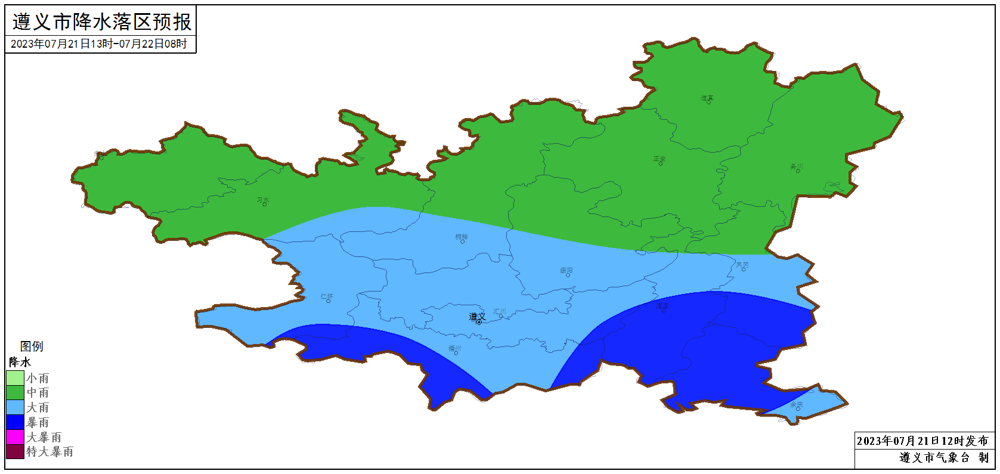 遵义市降水落区预报
2023年07月21日13时-07月22日08时
道真
正安
务川
习水
桐梓
绥阳
凤冈
仁怀
汇川
遵义
湄潭
播州
余庆
图例
降水
小雨
中雨
大雨
暴雨
大暴雨
特大暴雨
2023年07月21日12时发布
遵义市气象台 制